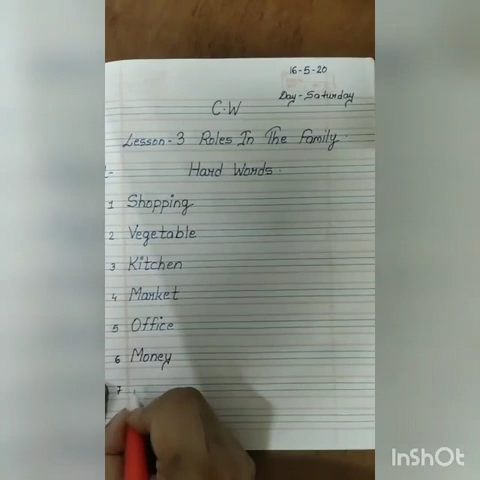 16-5-20
Day-Saturday
C.W
Lesson-3 Roles In The Family.
Hard Words.
1 Shopping
2 Vegetable
3 Kitchen
4 Market
5 Office
6 Money
7
InShOt